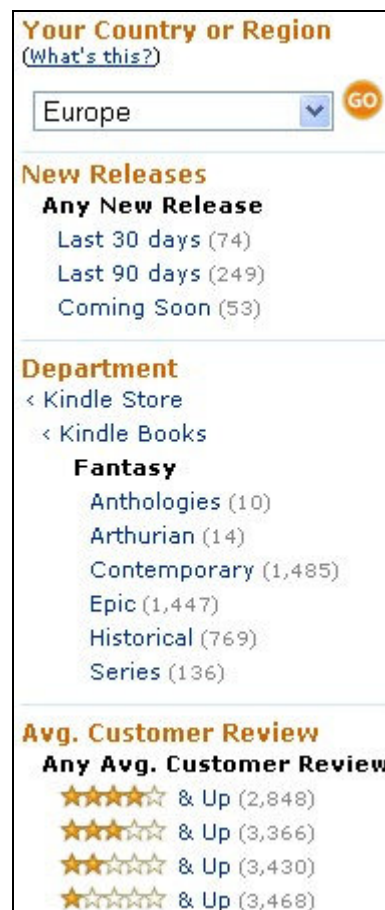 Your Country or Region
(What's this?)
Europe GO
New Releases
Any New Release
Last 30 days (74)
Last 90 days (249)
Coming Soon (53)
Department
< Kindle Store
< Kindle Books
Fantasy
Anthologies (10)
Arthurian (14)
Contemporary (1,485)
Epic (1,447)
Historical (769)
Series (136)
Avg. Customer Review
Any Avg. Customer Review
& Up (2,848)
& Up (3,366)
& Up (3,430)
& Up (3,468)